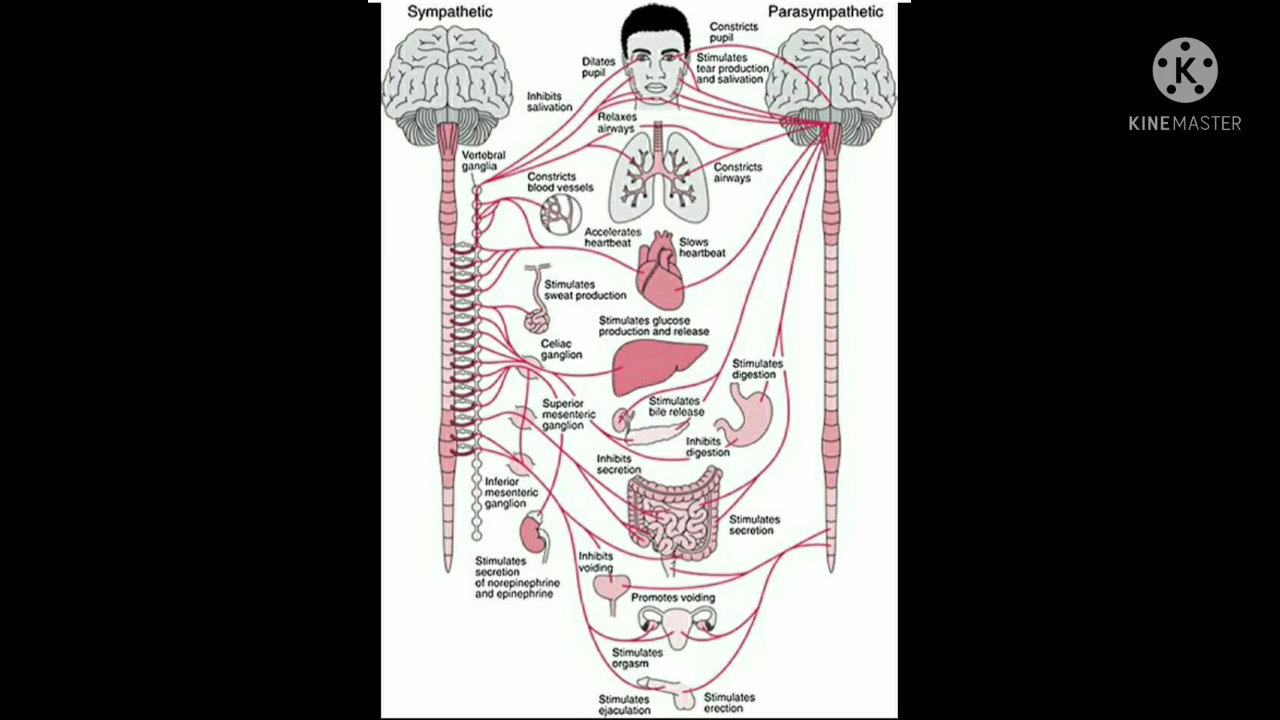 Sympathetic
Parasympathetic
K
KINEMASTER
Constricts
pupil
Dilates
pupil
Stimulates
tear production
and salivation
Inhibits
salivation
Relaxes
airways
Vertebral
ganglia
Constricts
blood vessels
Constricts
airways
Accelerates
heartbeat
Slows
heartbeat
Stimulates
sweat production
Stimulates glucose
production and release
Celiac
ganglion
Stimulates
digestion
Superior
mesenteric
ganglion
Stimulates
bile release
Inhibits
digestion
Inhibits
secretion
Inferior
mesenteric
ganglion
Stimulates
secretion
Stimulates
secretion
of norepinephrine
and epinephrine
Inhibits
voiding
Promotes voiding
Stimulates
orgasm
Stimulates
ejaculation
Stimulates
erection